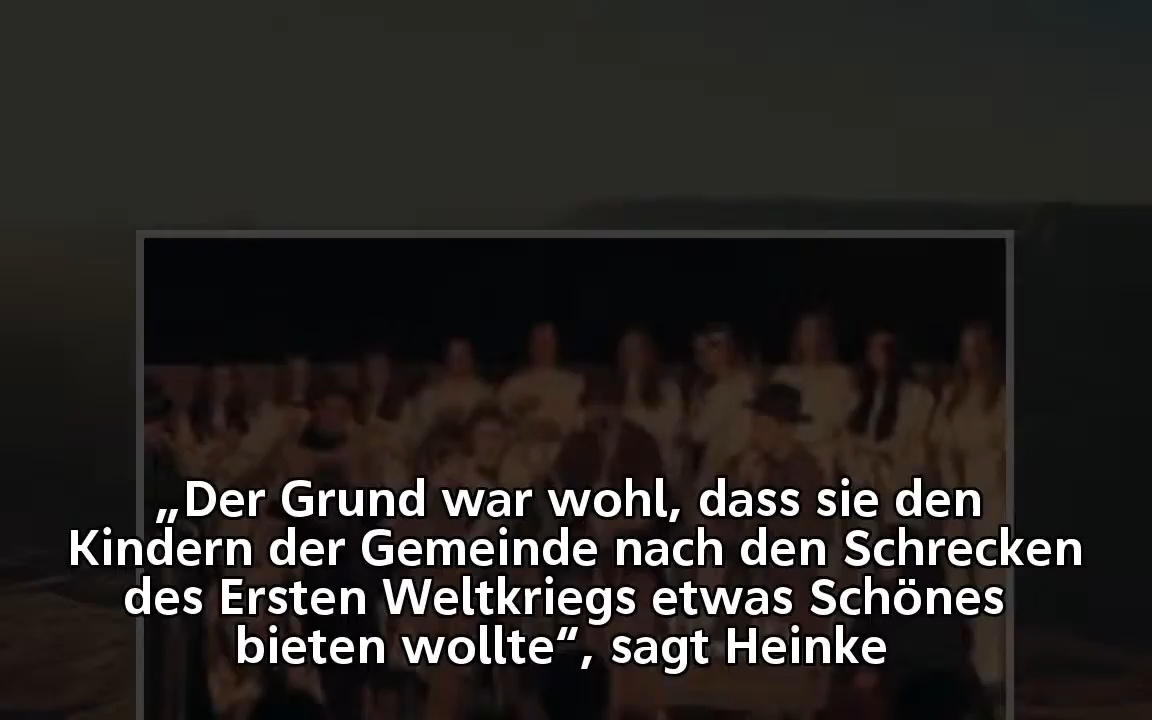 „Der Grund war wohl, dass sie den
Kindern der Gemeinde nach den Schrecken
des Ersten Weltkriegs etwas Schönes
bieten wollte“, sagt Heinke